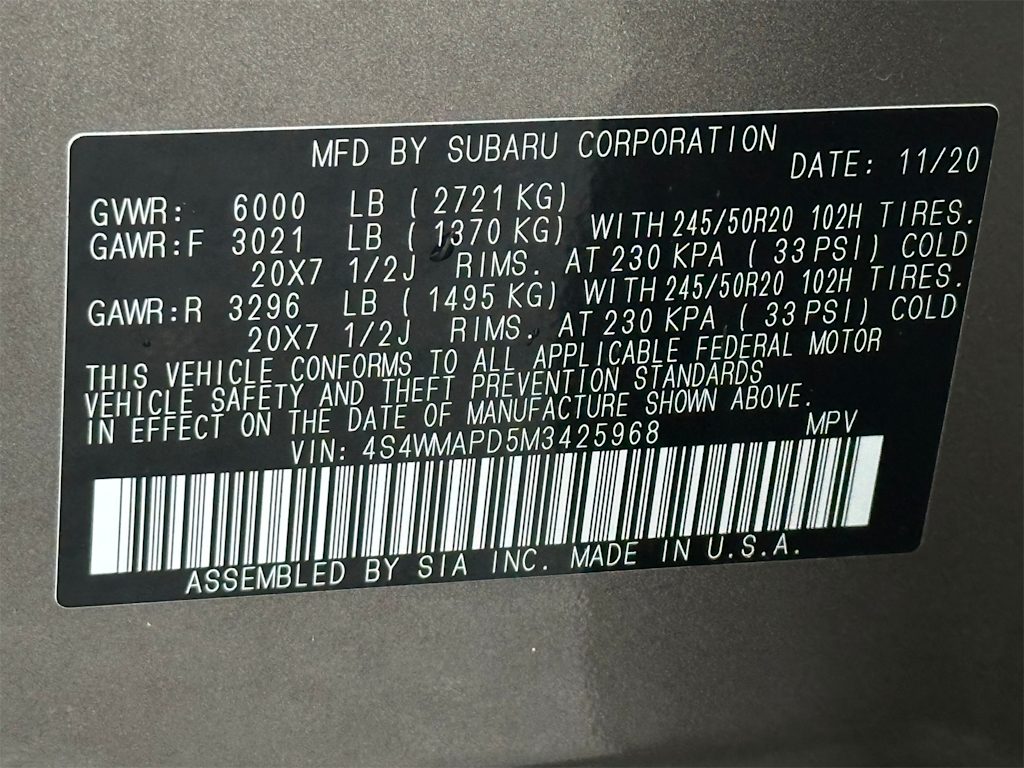 MFD BY SUBARU CORPORATION DATE: 11/20
GVWR: 6000 LB ( 2721 KG)
GAWR:F 3021 LB ( 1370 KG) WITH 245/50R20 102H TIRES.
20X7 1/2J RIMS. AT 230 KPA ( 33 PSI) COLD
GAWR:R 3296 LB ( 1495 KG) WITH 245/50R20 102H TIRES.
20X7 1/2J RIMS. AT 230 KPA ( 33 PSI) COLD
THIS VEHICLE CONFORMS TO ALL APPLICABLE FEDERAL MOTOR
VEHICLE SAFETY AND THEFT PREVENTION STANDARDS
IN EFFECT ON THE DATE OF MANUFACTURE SHOWN ABOVE.
VIN: 4S4WMAPD5M3425968 MPV
ASSEMBLED BY SIA INC. MADE IN U.S.A.